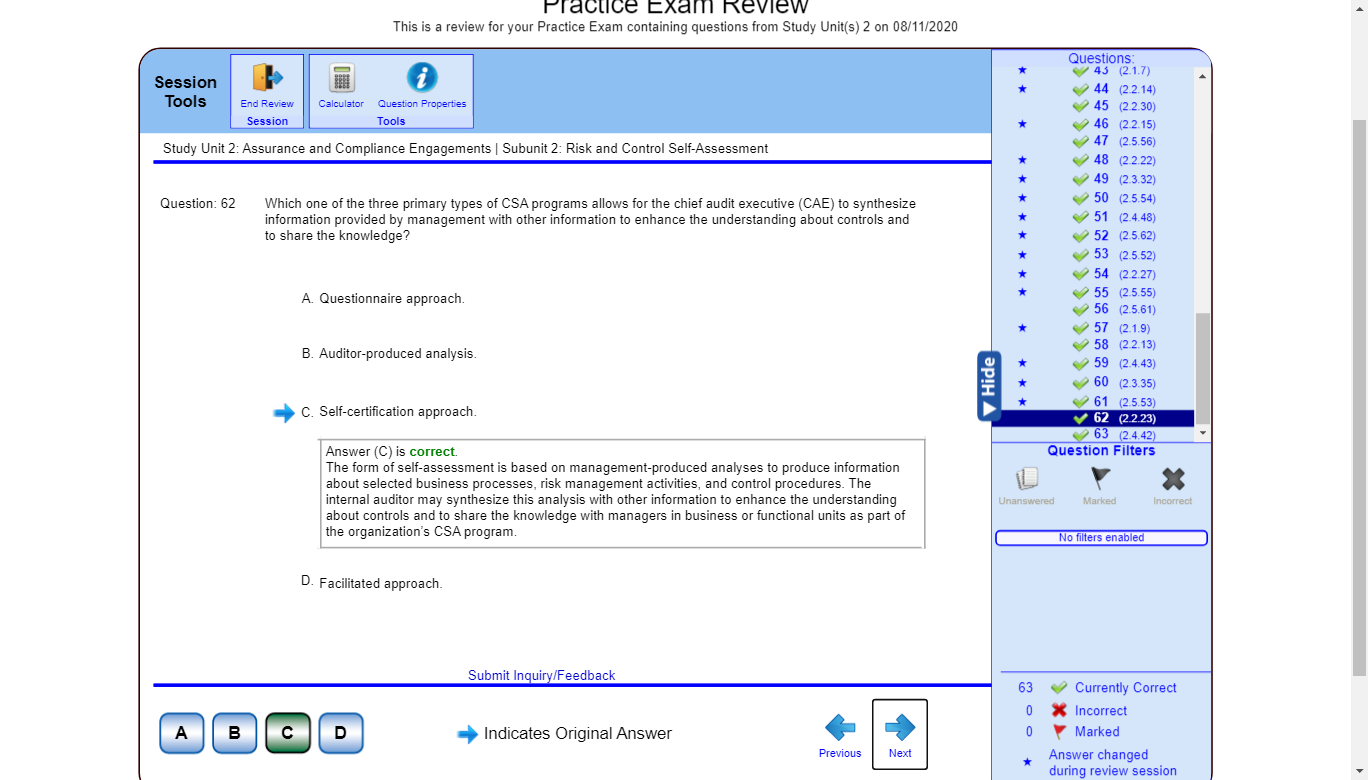 Practice Exam Review
This is a review for your Practice Exam containing questions from Study Unit(s) 2 on 08/11/2020
Session
Tools
End Review
Session
Calculator
Question Properties
Tools
Study Unit 2: Assurance and Compliance Engagements | Subunit 2: Risk and Control Self-Assessment
Question: 62
Which one of the three primary types of CSA programs allows for the chief audit executive (CAE) to synthesize
information provided by management with other information to enhance the understanding about controls and
to share the knowledge?
A. Questionnaire approach.
B. Auditor-produced analysis.
C. Self-certification approach.
Answer (C) is correct.
The form of self-assessment is based on management-produced analyses to produce information
about selected business processes, risk management activities, and control procedures. The
internal auditor may synthesize this analysis with other information to enhance the understanding
about controls and to share the knowledge with managers in business or functional units as part of
the organization's CSA program.
D. Facilitated approach.
Submit Inquiry/Feedback
A
B
C
D
Indicates Original Answer
Previous
Next
Hide
Questions:
43 (2.1.7)
44 (2.2.14)
45 (2.2.30)
46 (2.2.15)
47 (2.5.56)
48 (2.2.22)
49 (2.3.32)
50 (2.5.54)
51 (2.4.48)
52 (2.5.62)
53 (2.5.52)
54 (2.2.27)
55 (2.5.55)
56 (2.5.61)
57 (2.1.9)
58 (2.2.13)
59 (2.4.43)
60 (2.3.35)
61 (2.5.53)
62 (2.2.23)
63 (2.4.42)
Question Filters
Unanswered
Marked
Incorrect
No filters enabled
63 Currently Correct
0 Incorrect
0 Marked
Answer changed
during review session